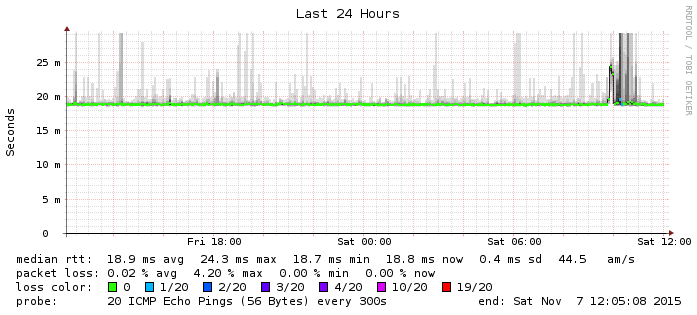 Last 24 Hours
RRDTOOL / TOBI OETIKER
Seconds
25 m
20 m
15 m
10 m
5 m
0
Fri 18:00 Sat 00:00 Sat 06:00 Sat 12:00
median rtt: 18.9 ms avg 24.3 ms max 18.7 ms min 18.8 ms now 0.4 ms sd 44.5 am/s
packet loss: 0.02 % avg 4.20 % max 0.00 % min 0.00 % now
loss color: 0 1/20 2/20 3/20 4/20 10/20 19/20
probe: 20 ICMP Echo Pings (56 Bytes) every 300s end: Sat Nov 7 12:05:08 2015